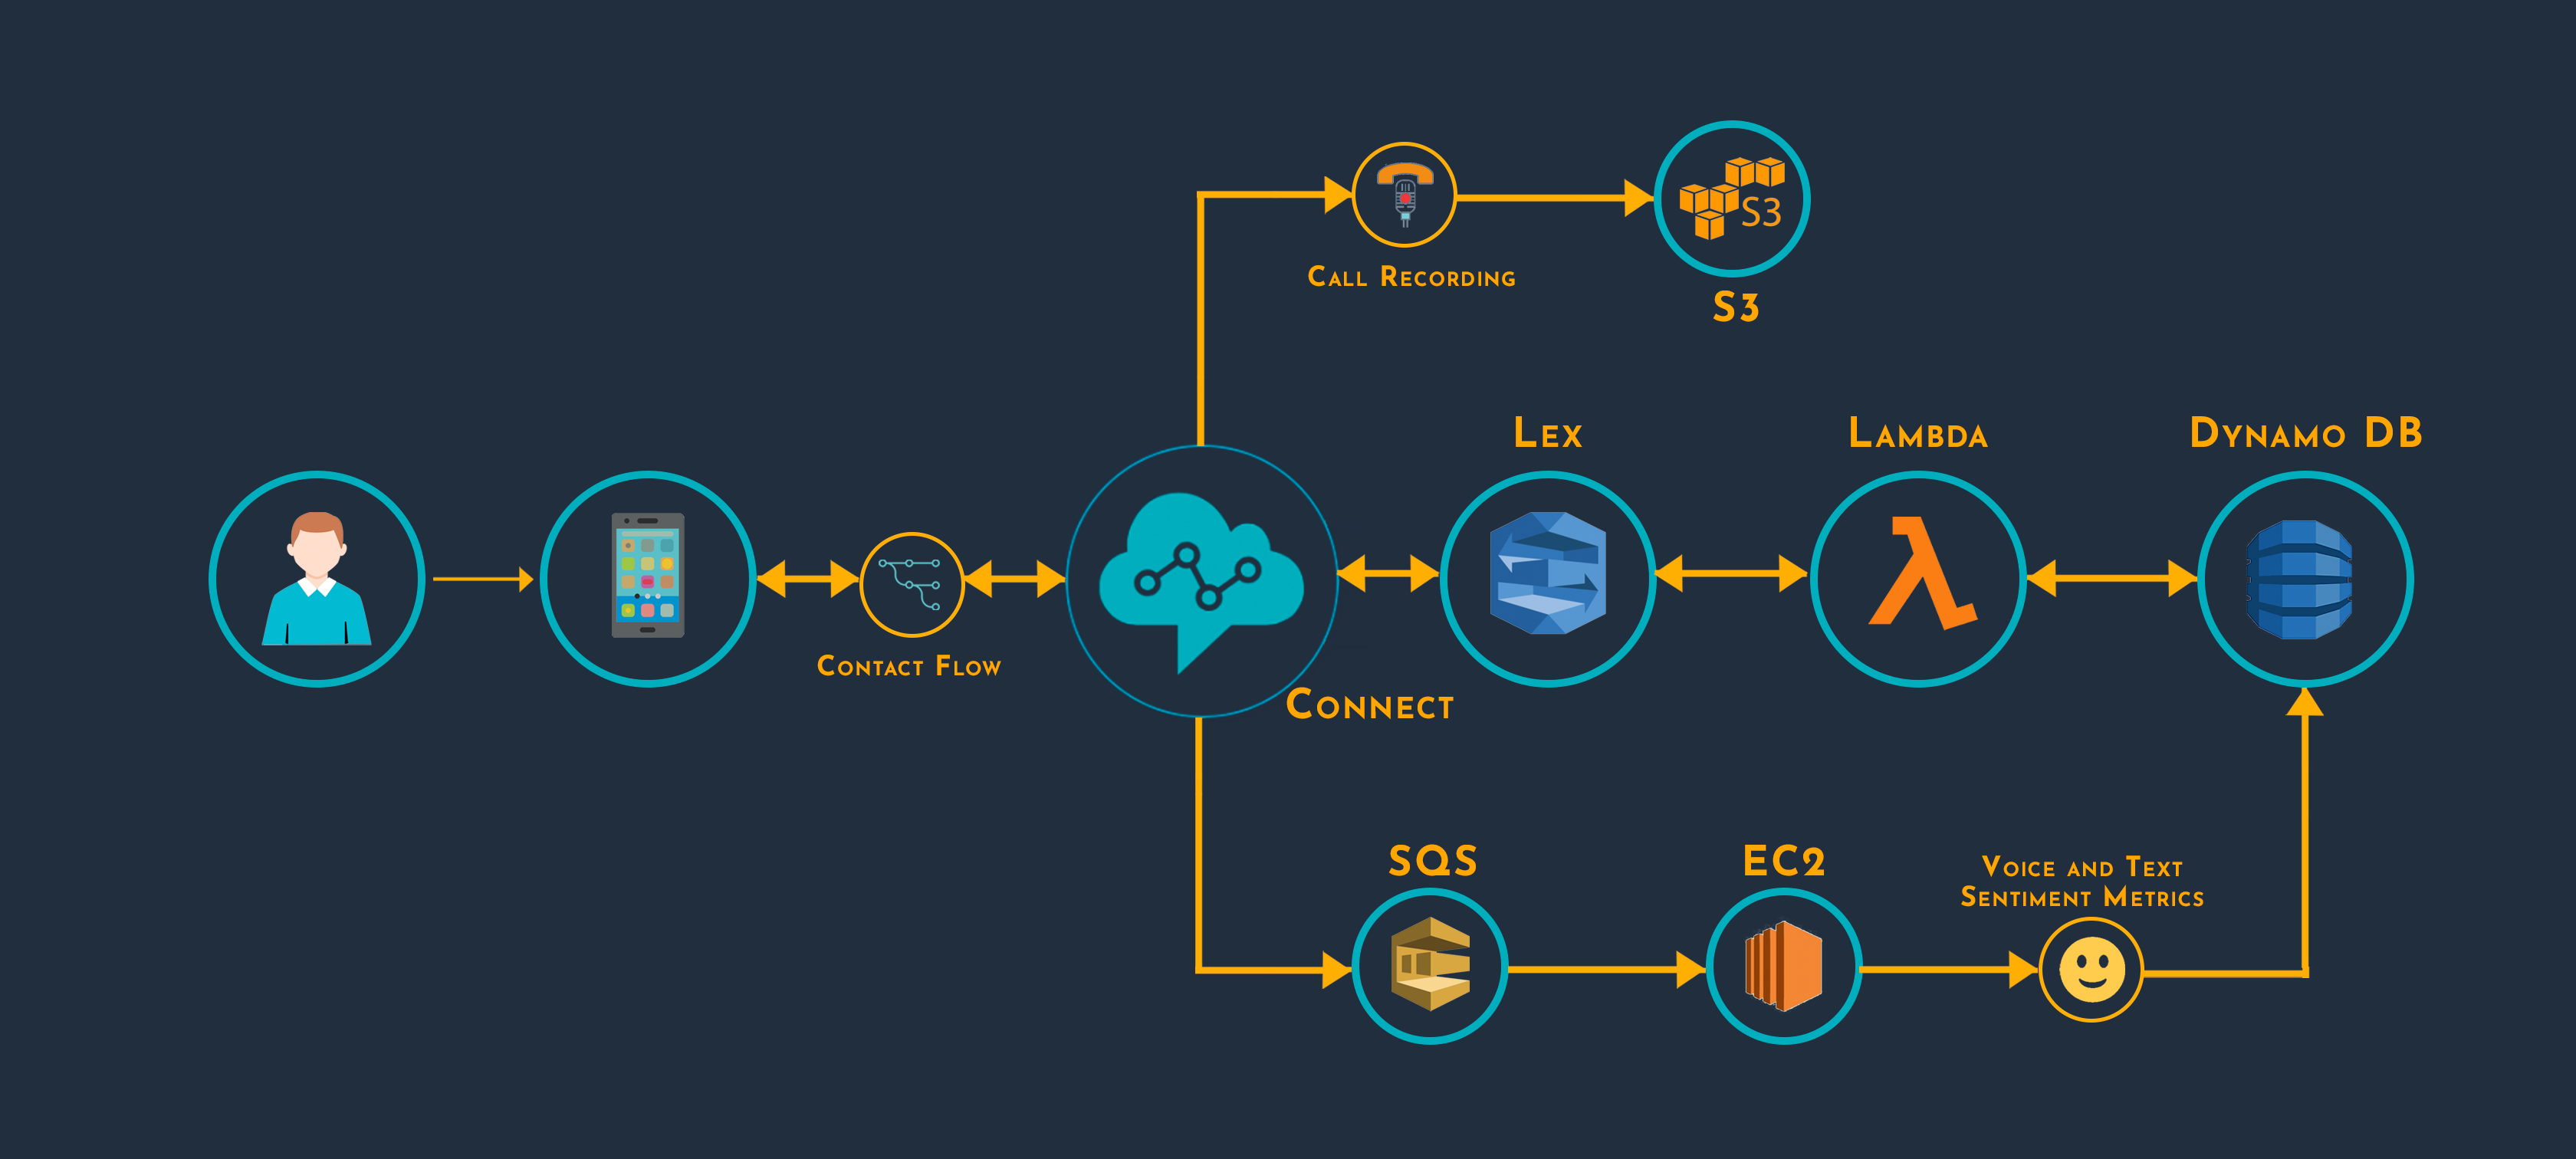 Call Recording
S3
S3
Lex
Lambda
Dynamo DB
Contact Flow
Connect
SQS
EC2
Voice and Text
Sentiment Metrics